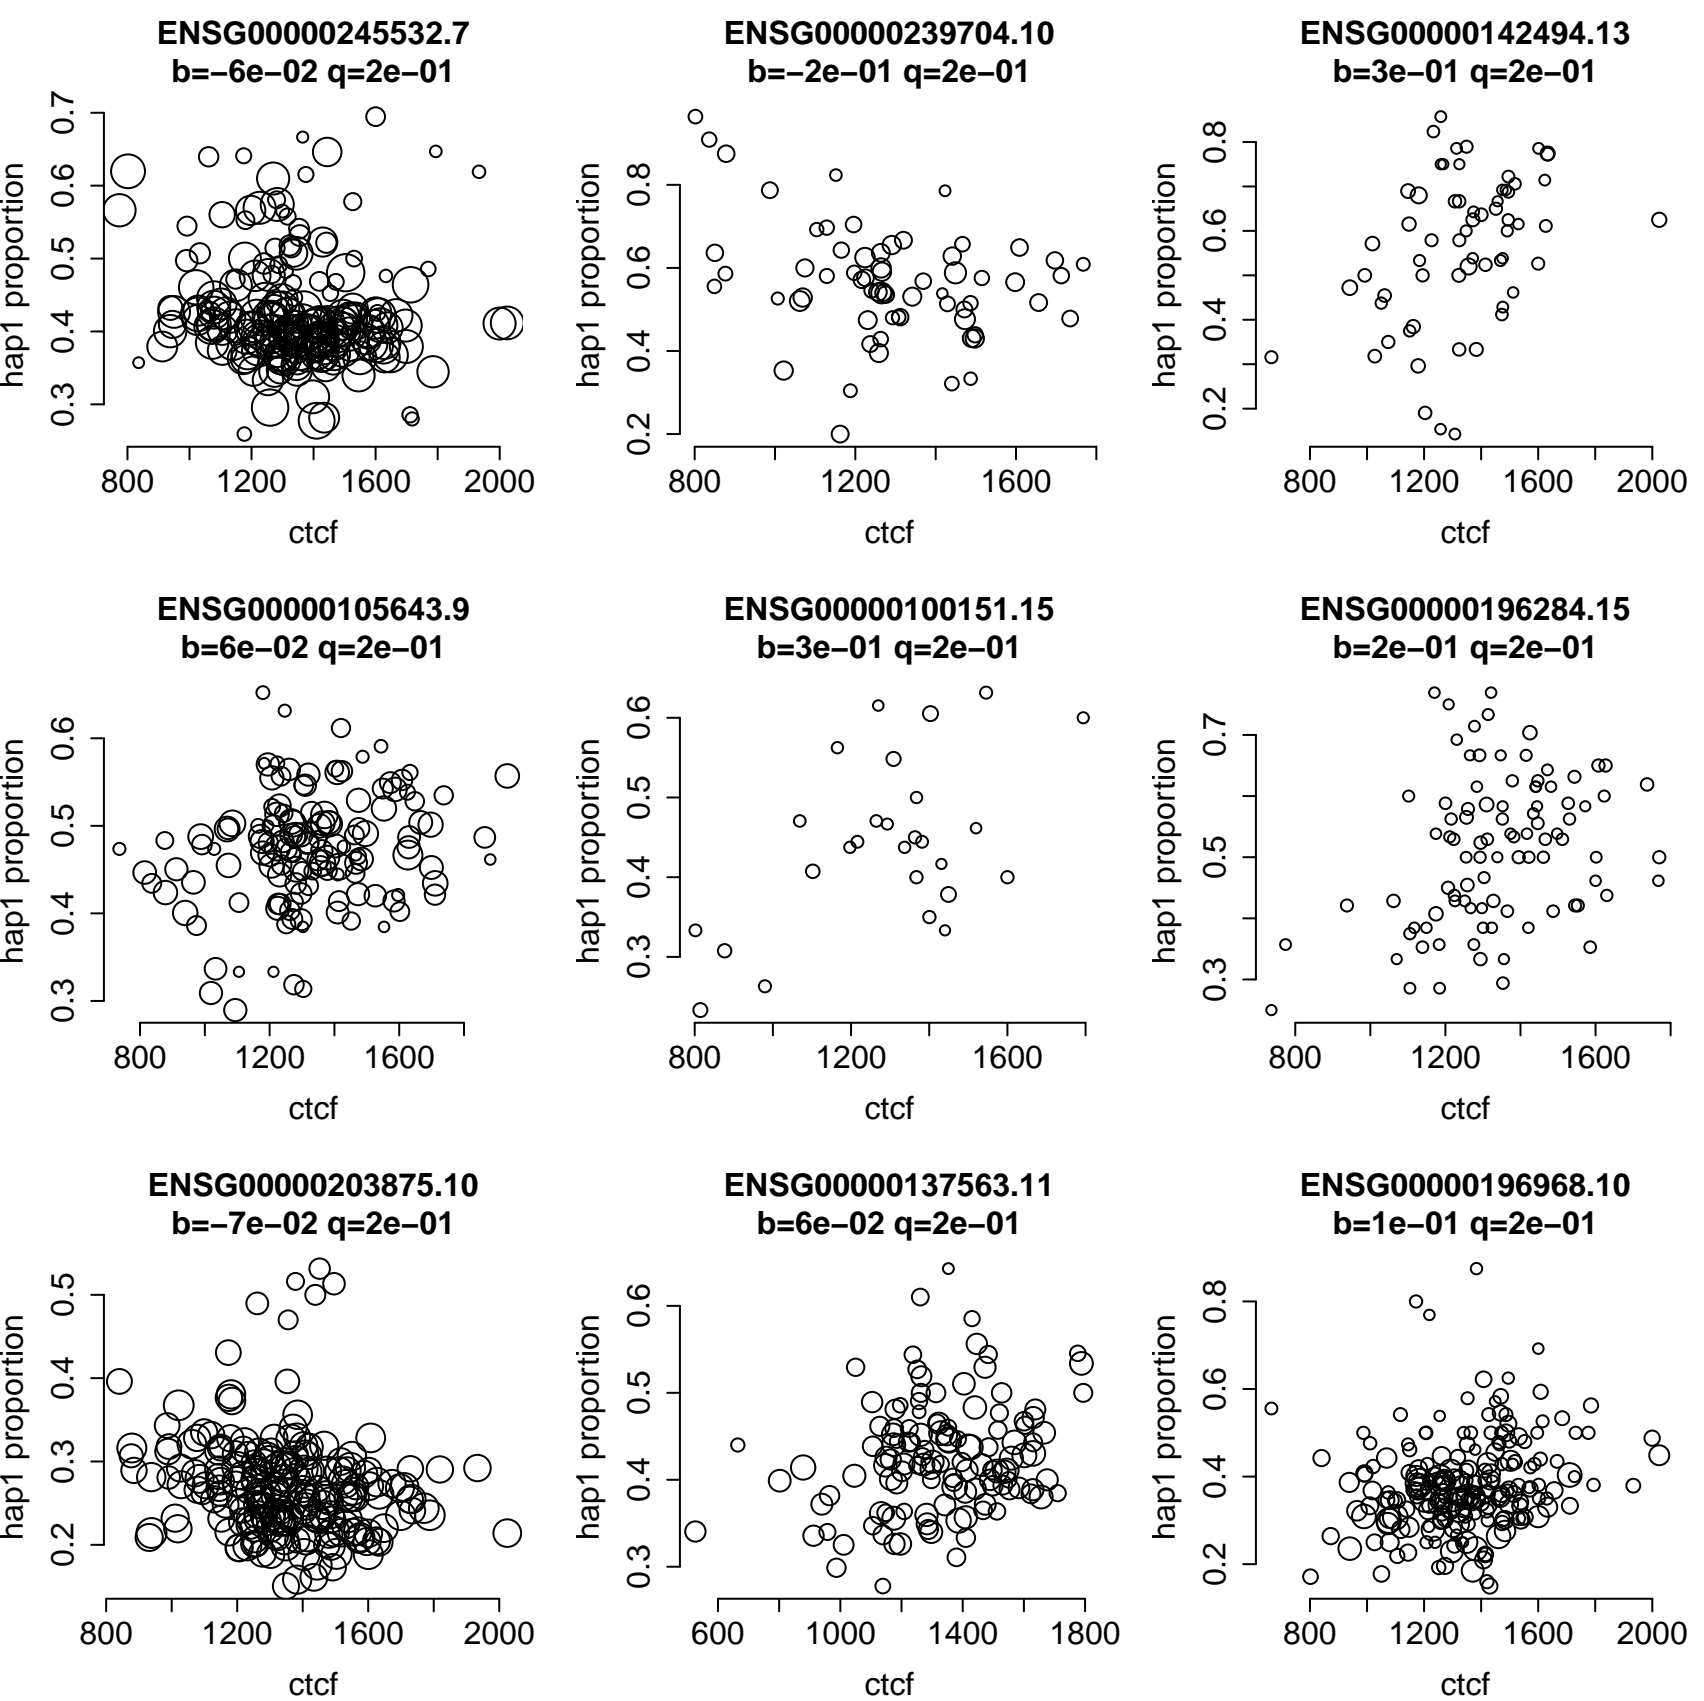 ENSG00000245532.7
b=−6e−02 q=2e−01
hap1 proportion
0.7
0.6
0.5
0.4
0.3
800 1200 1600 2000
ctcf
ENSG00000239704.10
b=−2e−01 q=2e−01
hap1 proportion
0.8
0.6
0.4
0.2
800 1200 1600
ctcf
ENSG00000142494.13
b=3e−01 q=2e−01
hap1 proportion
0.8
0.6
0.4
0.2
800 1200 1600 2000
ctcf
ENSG00000105643.9
b=6e−02 q=2e−01
hap1 proportion
0.6
0.5
0.4
0.3
800 1200 1600
ctcf
ENSG00000100151.15
b=3e−01 q=2e−01
hap1 proportion
0.6
0.5
0.4
0.3
800 1200 1600
ctcf
ENSG00000196284.15
b=2e−01 q=2e−01
hap1 proportion
0.7
0.5
0.3
800 1200 1600
ctcf
ENSG00000203875.10
b=−7e−02 q=2e−01
hap1 proportion
0.5
0.4
0.3
0.2
800 1200 1600 2000
ctcf
ENSG00000137563.11
b=6e−02 q=2e−01
hap1 proportion
0.6
0.5
0.4
0.3
600 1000 1400 1800
ctcf
ENSG00000196968.10
b=1e−01 q=2e−01
hap1 proportion
0.8
0.6
0.4
0.2
800 1200 1600 2000
ctcf